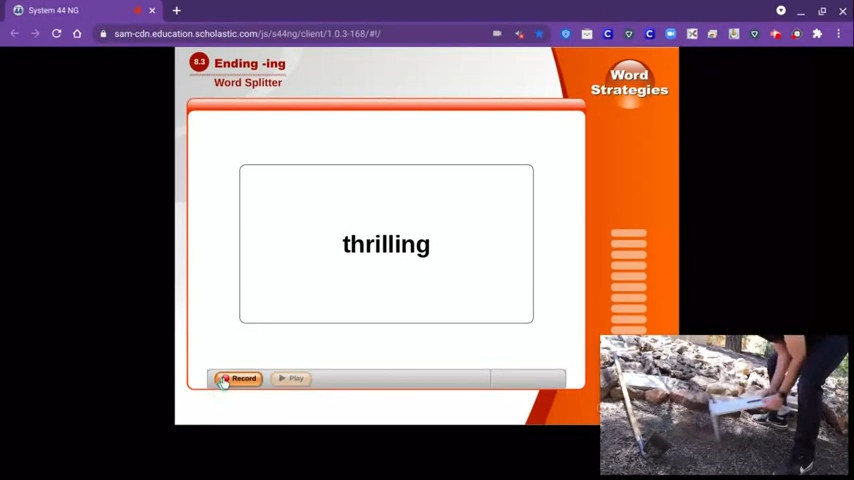 System 44 NG
sam-cdn.education.scholastic.com/js/s44ng/client/1.0.3-168/#!/
8.3 Ending -ing
Word Splitter
Word
Strategies
thrilling
Record Play